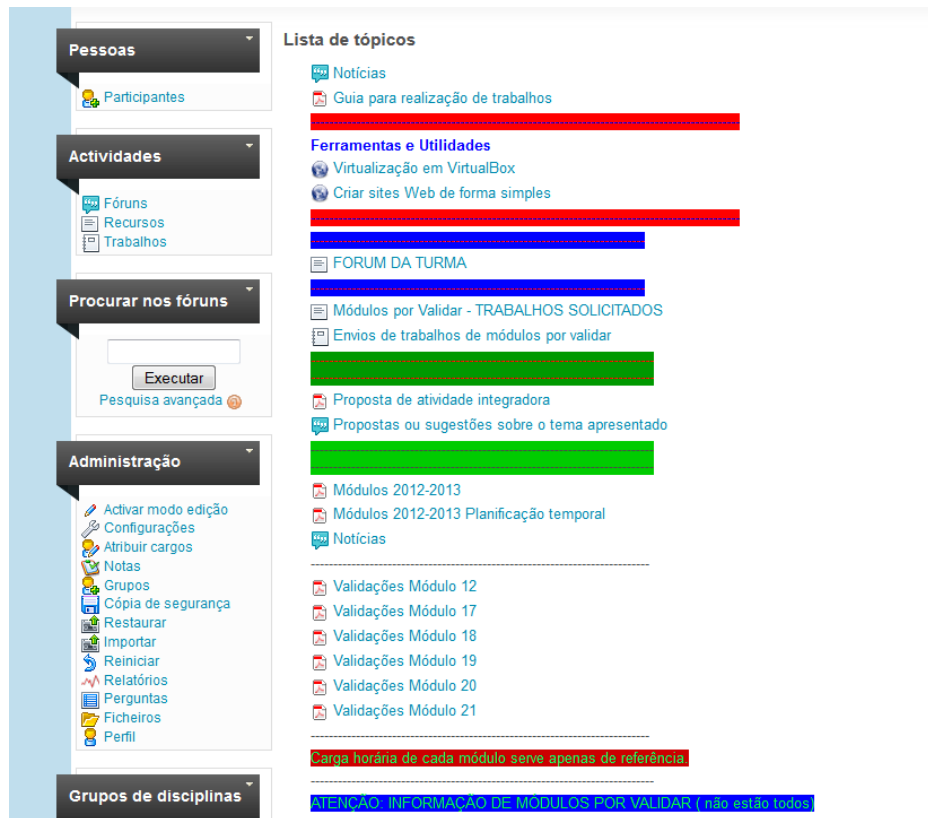 Pessoas
Participantes
Actividades
Fóruns
Recursos
Trabalhos
Procurar nos fóruns
Executar
Pesquisa avançada
Administração
Activar modo edição
Configurações
Atribuir cargos
Notas
Grupos
Cópia de segurança
Restaurar
Importar
Reiniciar
Relatórios
Perguntas
Ficheiros
Perfil
Grupos de disciplinas
Lista de tópicos
Notícias
Guia para realização de trabalhos
Ferramentas e Utilidades
Virtualização em VirtualBox
Criar sites Web de forma simples
FORUM DA TURMA
Módulos por Validar - TRABALHOS SOLICITADOS
Envios de trabalhos de módulos por validar
Proposta de atividade integradora
Propostas ou sugestões sobre o tema apresentado
Módulos 2012-2013
Módulos 2012-2013 Planificação temporal
Notícias
Validações Módulo 12
Validações Módulo 17
Validações Módulo 18
Validações Módulo 19
Validações Módulo 20
Validações Módulo 21
Carga horária de cada módulo serve apenas de referência.
ATENÇÃO: INFORMAÇÃO DE MÓDULOS POR VALIDAR ( não estão todos)